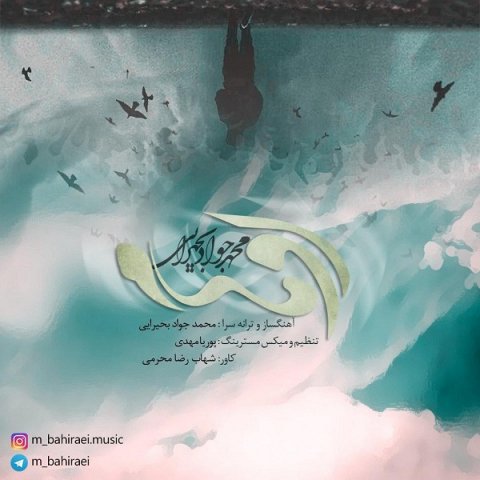 محمد جواد بحیرایی
آهنگساز و ترانه سرا : محمد جواد بحیرایی
تنظیم و میکس مسترینگ : پوریا مهدی
کاور: شهاب رضا محرمی
m_bahiraei.music
m_bahiraei